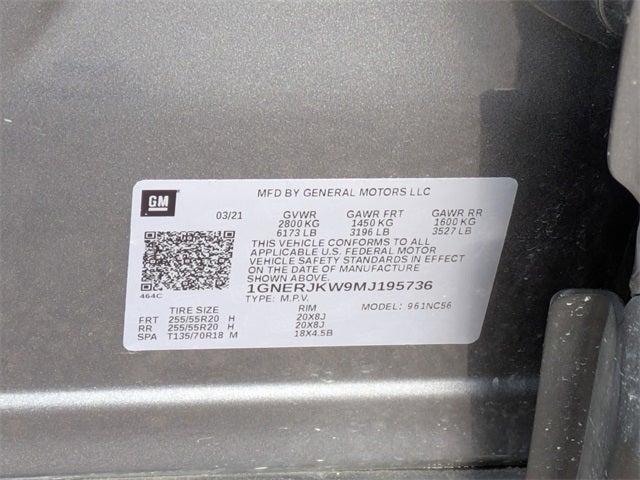 GM
MFD BY GENERAL MOTORS LLC
03/21 GVWR GAWR FRT GAWR RR
2800 KG 1450 KG 1600 KG
6173 LB 3196 LB 3527 LB
THIS VEHICLE CONFORMS TO ALL
APPLICABLE U.S. FEDERAL MOTOR
VEHICLE SAFETY STANDARDS IN EFFECT
ON THE DATE OF MANUFACTURE
SHOWN ABOVE.
464C
1GNERJKW9MJ195736
TYPE: M.P.V. MODEL: 961NC56
TIRE SIZE RIM
FRT 255/55R20 H 20X8J
RR 255/55R20 H 20X8J
SPA T135/70R18 M 18X4.5B